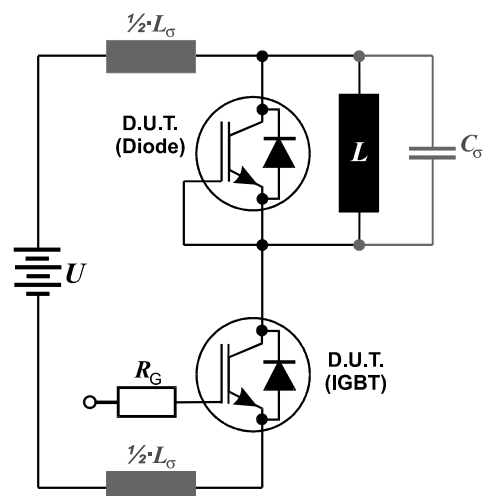 ½·Lσ
D.U.T.
(Diode)
L
Cσ
U
RG
D.U.T.
(IGBT)
½·Lσ